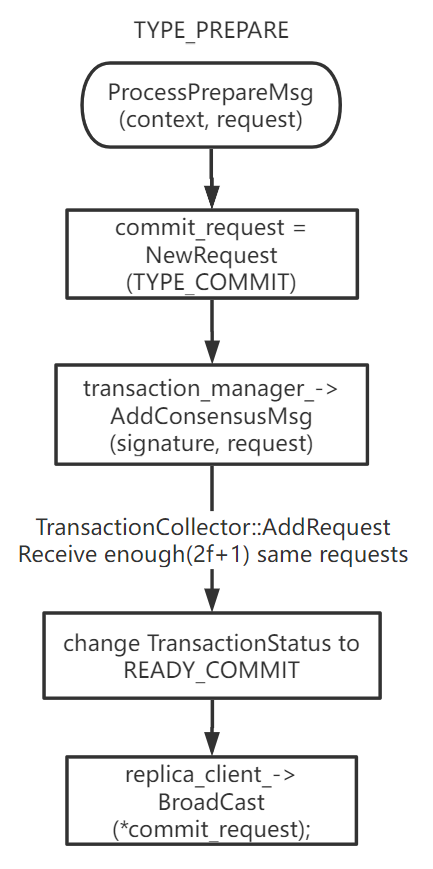 TYPE_PREPARE
ProcessPrepareMsg
(context, request)
commit_request =
NewRequest
(TYPE_COMMIT)
transaction_manager_->
AddConsensusMsg
(signature, request)
TransactionCollector::AddRequest
Receive enough(2f+1) same requests
change TransactionStatus to
READY_COMMIT
replica_client_->
BroadCast
(*commit_request);